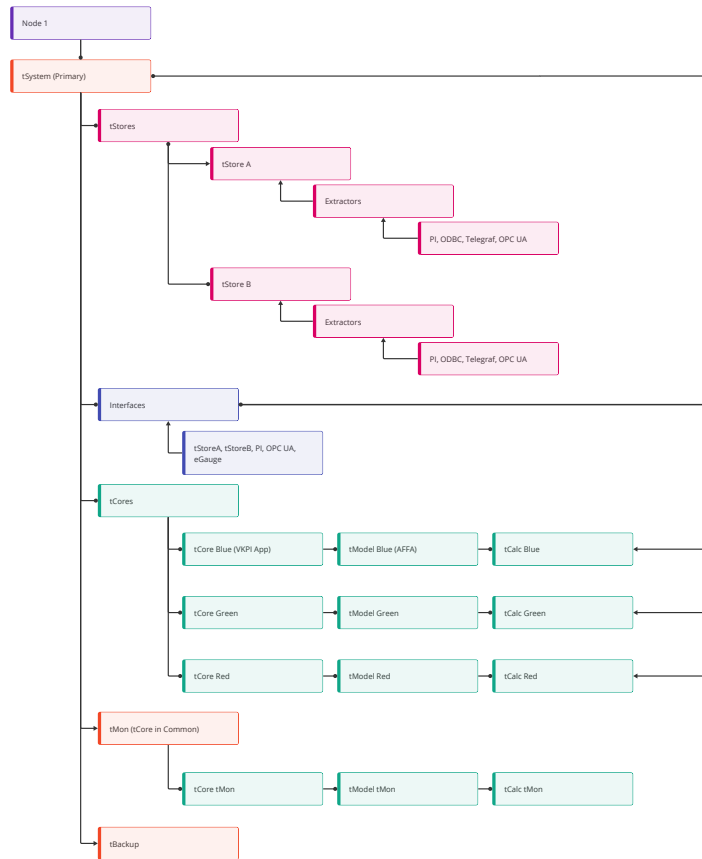 Node 1
tSystem (Primary)
tStores
tStore A
Extractors
PI, ODBC, Telegraf, OPC UA
tStore B
Extractors
PI, ODBC, Telegraf, OPC UA
Interfaces
tStoreA, tStoreB, PI, OPC UA,
eGauge
tCores
tCore Blue (VKPI App)
tModel Blue (AFFA)
tCalc Blue
tCore Green
tModel Green
tCalc Green
tCore Red
tModel Red
tCalc Red
tMon (tCore in Common)
tCore tMon
tModel tMon
tCalc tMon
tBackup